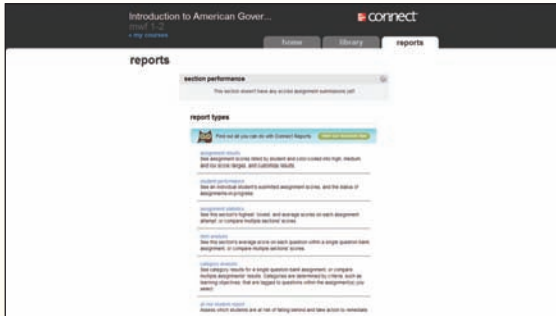 Introduction to American Gover...
mwf 1-2
my courses
connect
home
library
reports
reports
section performance
This section doesn't have any scored assignment submissions yet!
report types
Find out all you can do with Connect Reports.
assignment results
See assignment scores listed by student and color-coded into high, medium,
and low score ranges, and customize results.
student performance
See an individual student's submitted assignment scores, and the status of
assignments-in-progress.
assignment statistics
See this section's highest, lowest, and average scores on each assignment
attempt, or compare multiple sections' scores.
item analysis
See this section's average score on each question within a single question bank
assignment, or compare multiple sections' scores.
category analysis
See category results for a single question bank assignment, or compare
multiple assignments' results. Categories are determined by criteria, such as
learning objectives, that are tagged to questions within the assignment(s) you
select.
at-risk student report
Assess which students are at risk of falling behind and take action to remediate